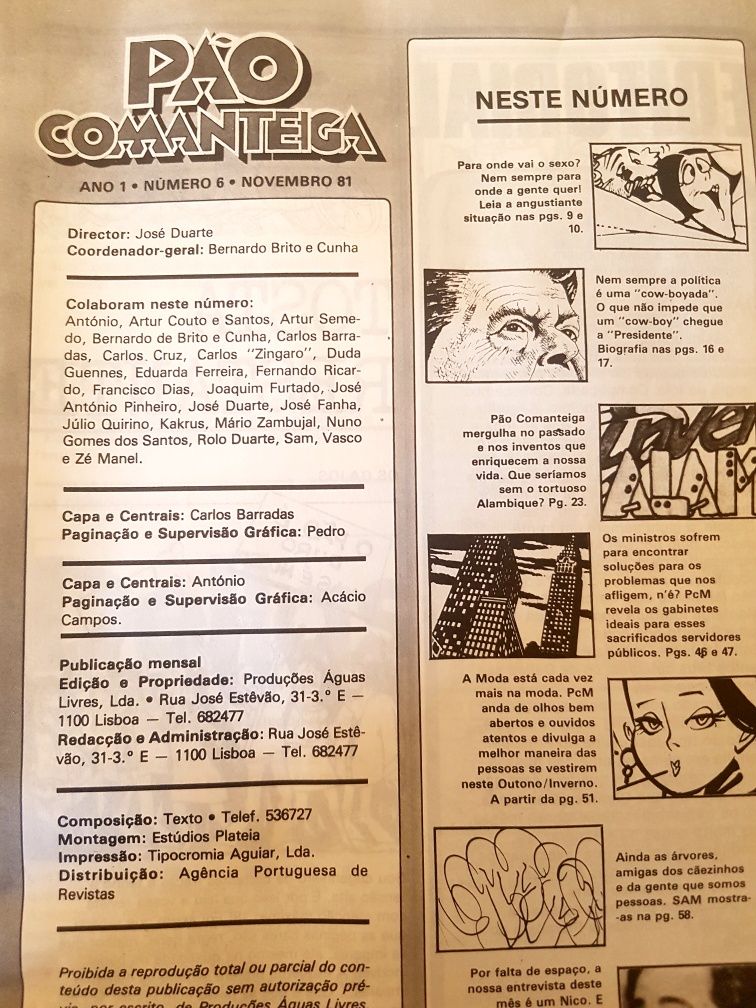 PÃO
COMANTEIGA
ANO 1 • NÚMERO 6 • NOVEMBRO 81
Director: José Duarte
Coordenador-geral: Bernardo Brito e Cunha
Colaboram neste número:
António, Artur Couto e Santos, Artur Seme-
do, Bernardo de Brito e Cunha, Carlos Barra-
das, Carlos Cruz, Carlos "Zíngaro", Duda
Guennes, Eduarda Ferreira, Fernando Ricar-
do, Francisco Dias, Joaquim Furtado, José
António Pinheiro, José Duarte, José Fanha,
Júlio Quirino, Kakrus, Mário Zambujal, Nuno
Gomes dos Santos, Rolo Duarte, Sam, Vasco
e Zé Manel.
Capa e Centrais: Carlos Barradas
Paginação e Supervisão Gráfica: Pedro
Capa e Centrais: António
Paginação e Supervisão Gráfica: Acácio
Campos.
Publicação mensal
Edição e Propriedade: Produções Águas
Livres, Lda. • Rua José Estêvão, 31-3.º E —
1100 Lisboa — Tel. 682477
Redacção e Administração: Rua José Estê-
vão, 31-3.º E — 1100 Lisboa — Tel. 682477
Composição: Texto • Telef. 536727
Montagem: Estúdios Plateia
Impressão: Tipocromia Aguiar, Lda.
Distribuição: Agência Portuguesa de
Revistas
Proibida a reprodução total ou parcial do con-
teúdo desta publicação sem autorização pré-
via, por escrito, de Produções Águas Livres,
NESTE NÚMERO
Para onde vai o sexo?
Nem sempre para
onde a gente quer!
Leia a angustiante
situação nas pgs. 9 e
10.
Nem sempre a política
é uma "cow-boyada".
O que não impede que
um "cow-boy" chegue
a "Presidente".
Biografia nas pgs. 16 e
17.
Pão Comanteiga
mergulha no passado
e nos inventos que
enriquecem a nossa
vida. Que seríamos
sem o tortuoso
Alambique? Pg. 23.
Inven
ALAM
Os ministros sofrem
para encontrar
soluções para os
problemas que nos
afligem, n'é? PcM
revela os gabinetes
ideais para esses
sacrificados servidores
públicos. Pgs. 46 e 47.
A Moda está cada vez
mais na moda. PcM
anda de olhos bem
abertos e ouvidos
atentos e divulga a
melhor maneira das
pessoas se vestirem
neste Outono/Inverno.
A partir da pg. 51.
Ainda as árvores,
amigas dos cãezinhos
e da gente que somos
pessoas. SAM mostra-
-as na pg. 58.
Por falta de espaço, a
nossa entrevista deste
mês é um Nico. E